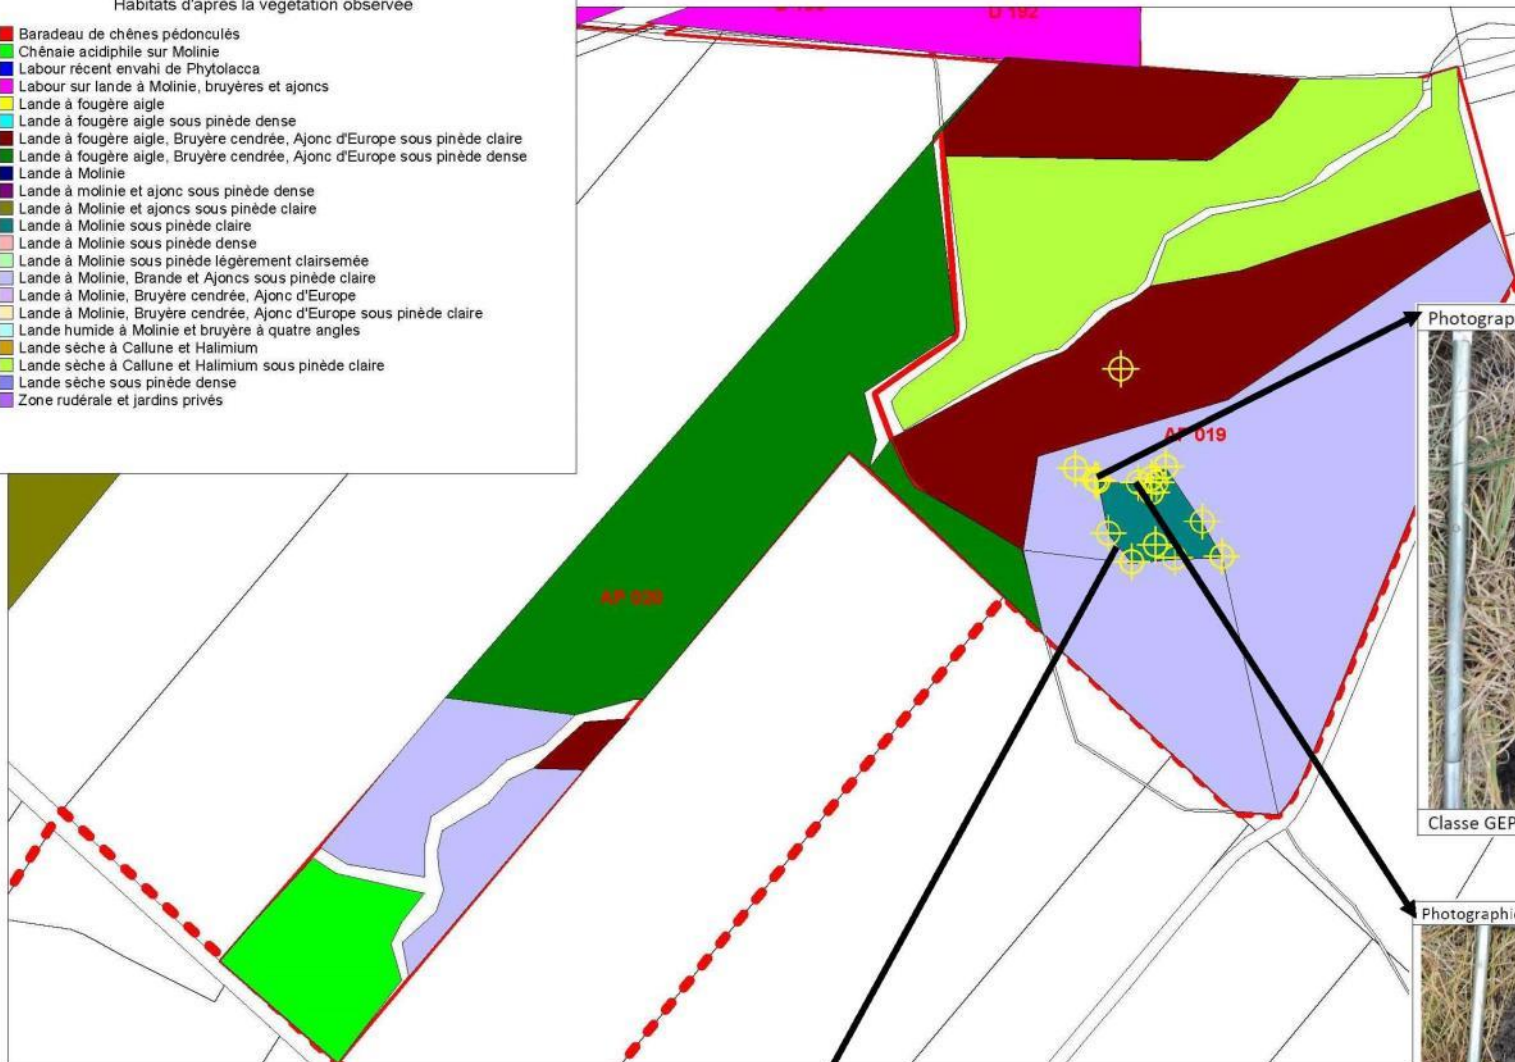 Habitats d'après la végétation observée
Baradeau de chênes pédonculés
Chênaie acidiphile sur Molinie
Labour récent envahi de Phytolacca
Labour sur lande à Molinie, bruyères et ajoncs
Lande à fougère aigle
Lande à fougère aigle sous pinède dense
Lande à fougère aigle, Bruyère cendrée, Ajonc d'Europe sous pinède claire
Lande à fougère aigle, Bruyère cendrée, Ajonc d'Europe sous pinède dense
Lande à Molinie
Lande à molinie et ajonc sous pinède dense
Lande à Molinie et ajoncs sous pinède claire
Lande à Molinie sous pinède claire
Lande à Molinie sous pinède dense
Lande à Molinie sous pinède légèrement clairsemée
Lande à Molinie, Brande et Ajoncs sous pinède claire
Lande à Molinie, Bruyère cendrée, Ajonc d'Europe
Lande à Molinie, Bruyère cendrée, Ajonc d'Europe sous pinède claire
Lande humide à Molinie et bruyère à quatre angles
Lande sèche à Callune et Halimium
Lande sèche à Callune et Halimium sous pinède claire
Lande sèche sous pinède dense
Zone rudérale et jardins privés
D 192
Photograp
AP 019
AP 020
Classe GEP
Photographi